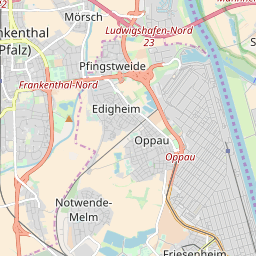 Mörsch
Ludwigshafen-Nord
23
nkenthal
Pfalz)
Pfingstweide
Frankenthal-Nord
Edigheim
Oppau
Oppau
Notwende-
Melm
Friesenheim